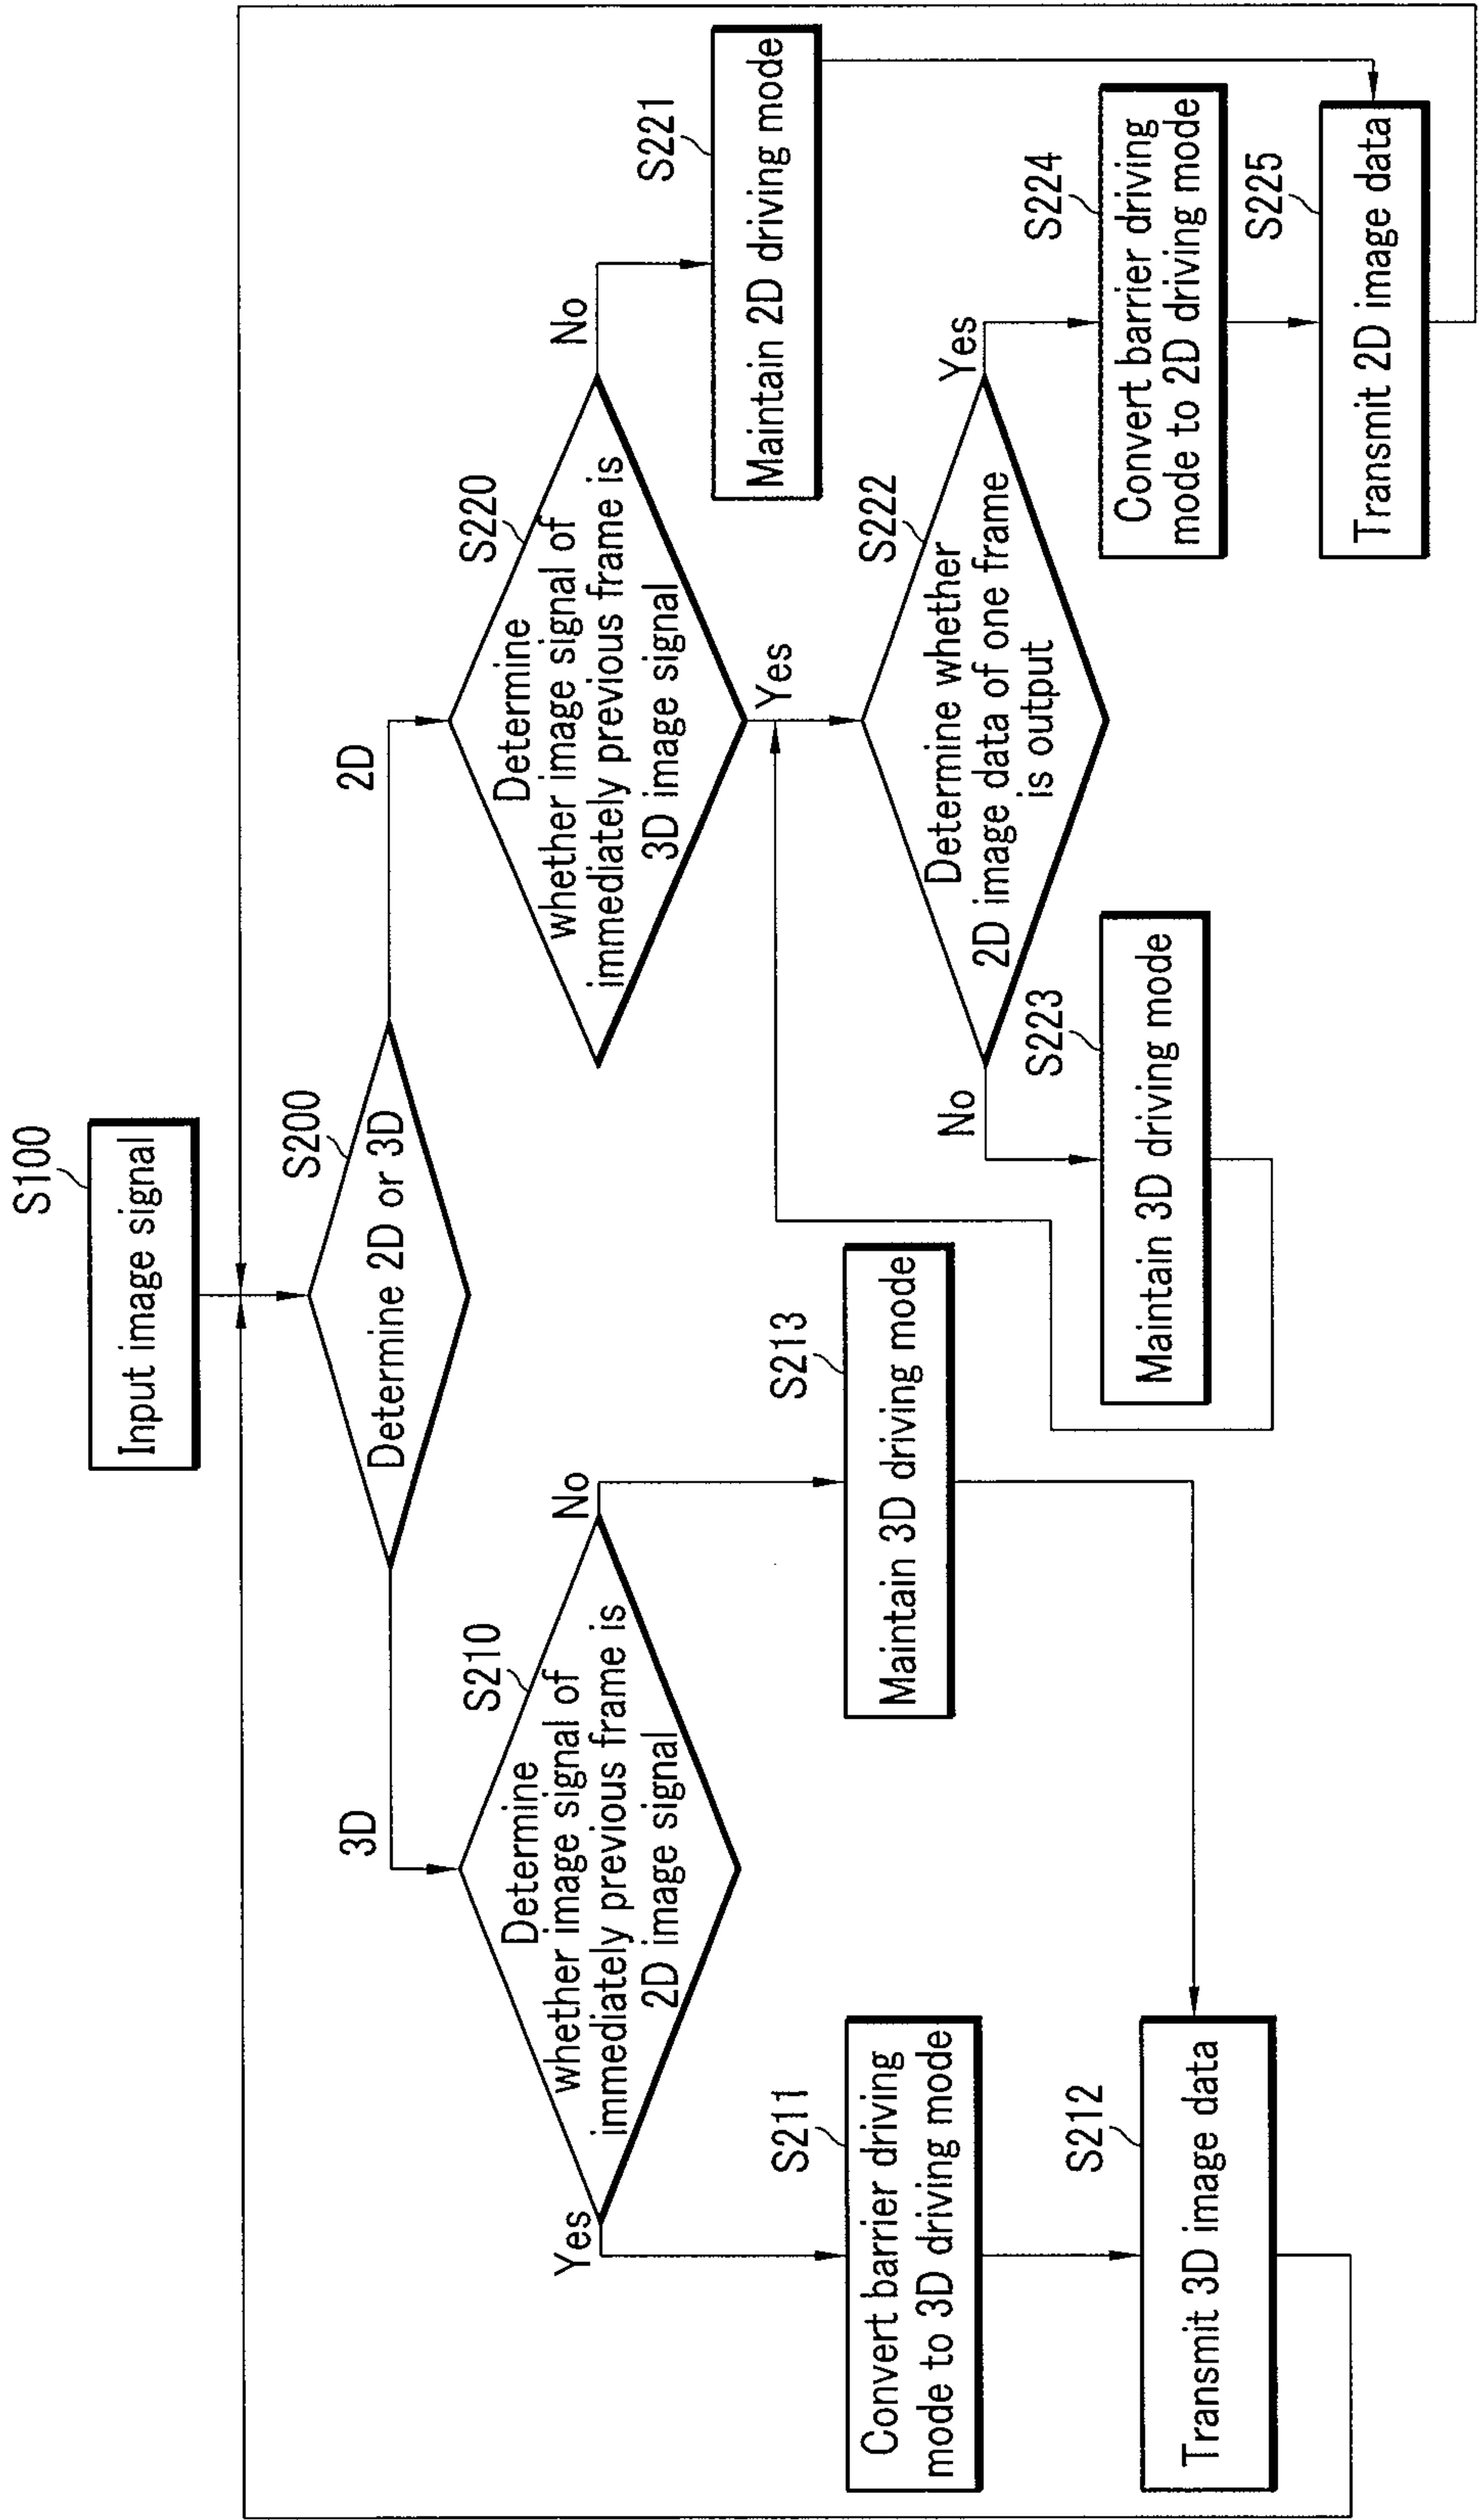 S100
Input image signal
S200
Determine 2D or 3D
3D
2D
S210
Determine
whether image signal of
immediately previous frame is
2D image signal
Yes
No
S220
Determine
whether image signal of
immediately previous frame is
3D image signal
No
Yes
S221
Maintain 2D driving mode
S211
Convert barrier driving
mode to 3D driving mode
S213
Maintain 3D driving mode
S222
Determine whether
2D image data of one frame
is output
No
Yes
S223
Maintain 3D driving mode
S224
Convert barrier driving
mode to 2D driving mode
S212
Transmit 3D image data
S225
Transmit 2D image data